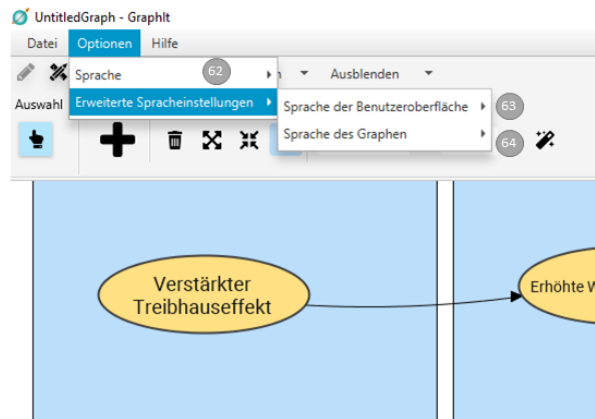 UntitledGraph - GraphIt
Datei Optionen Hilfe
Sprache 62 Ausblenden
Auswahl Erweiterte Spracheinstellungen Sprache der Benutzeroberfläche 63
Sprache des Graphen 64
Verstärkter
Treibhauseffekt
Erhöhte